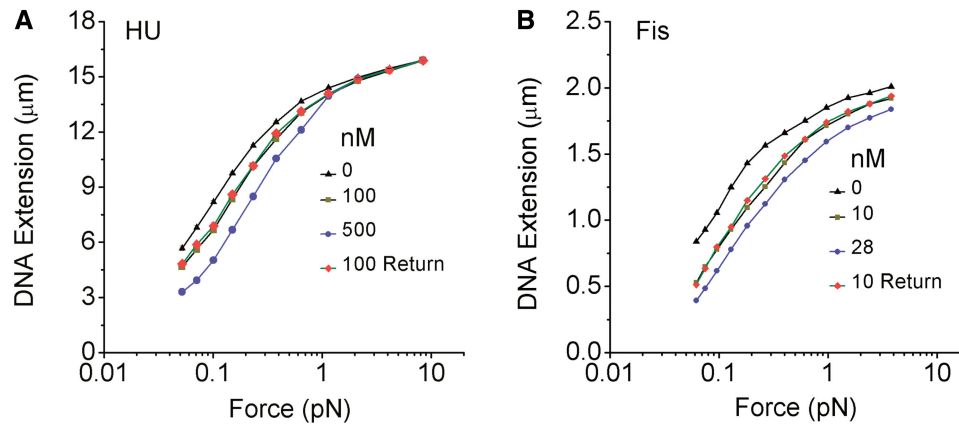 A
HU
DNA Extension (μm)
18
15
12
9
6
3
0
nM
0
100
500
100 Return
0.01
0.1
1
10
Force (pN)
B
Fis
DNA Extension (μm)
2.5
2.0
1.5
1.0
0.5
0.0
nM
0
10
28
10 Return
0.01
0.1
1
10
Force (pN)